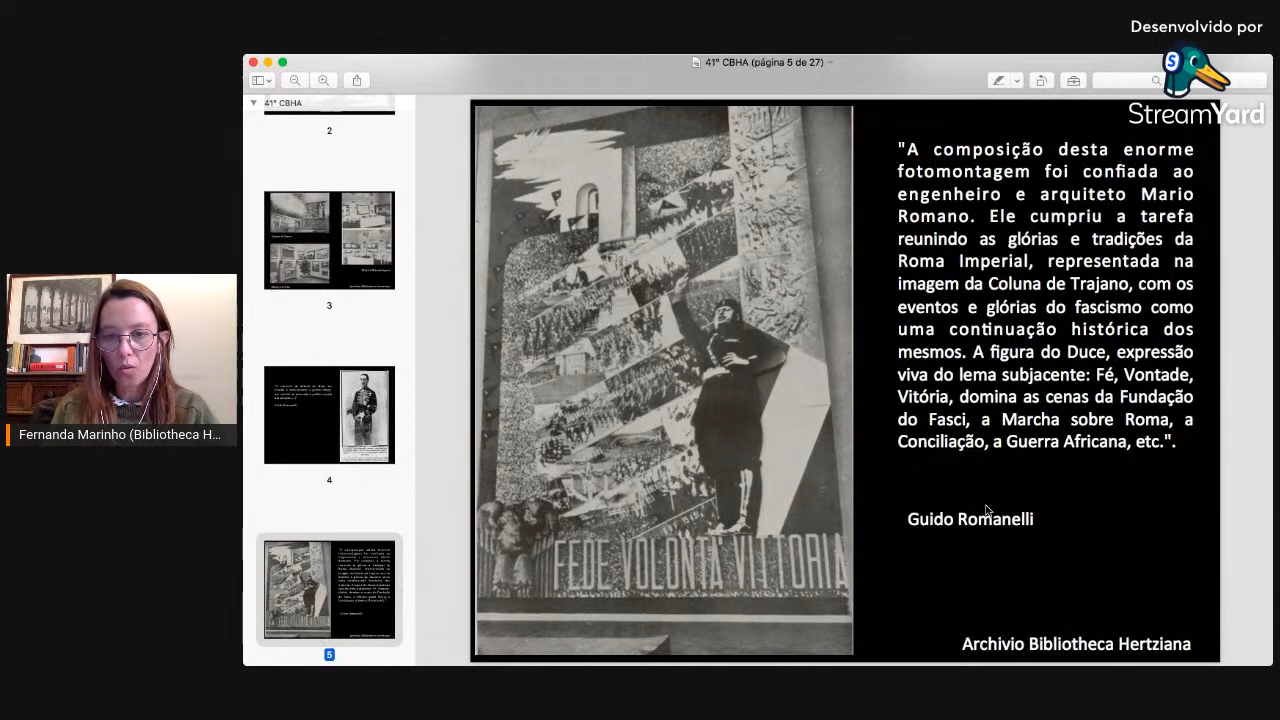 Desenvolvido por
StreamYard
41º CBHA (página 5 de 27)
41º CBHA
2
3
4
5
"A composição desta enorme
fotomontagem foi confiada ao
engenheiro e arquiteto Mario
Romano. Ele cumpriu a tarefa
reunindo as glórias e tradições da
Roma Imperial, representada na
imagem da Coluna de Trajano, com os
eventos e glórias do fascismo como
uma continuação histórica dos
mesmos. A figura do Duce, expressão
viva do lema subjacente: Fé, Vontade,
Vitória, domina as cenas da Fundação
do Fasci, a Marcha sobre Roma, a
Conciliação, a Guerra Africana, etc.".
Guido Romanelli
FEDE VOLONTÀ VITTORIA
Archivio Bibliotheca Hertziana
Fernanda Marinho (Bibliotheca H...